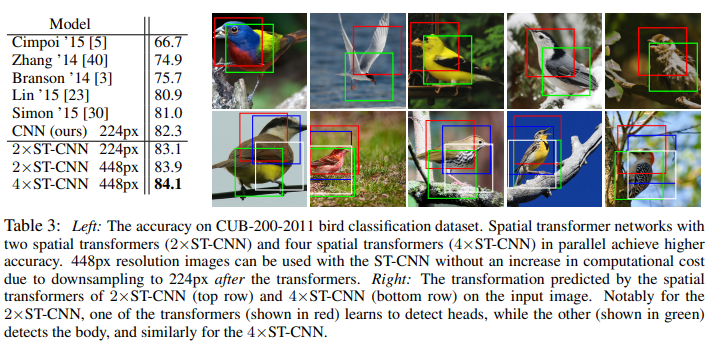 Model
Cimpoi '15 [5] 66.7
Zhang '14 [40] 74.9
Branson '14 [3] 75.7
Lin '15 [23] 80.9
Simon '15 [30] 81.0
CNN (ours) 224px 82.3
2×ST-CNN 224px 83.1
2×ST-CNN 448px 83.9
4×ST-CNN 448px 84.1
Table 3: Left: The accuracy on CUB-200-2011 bird classification dataset. Spatial transformer networks with
two spatial transformers (2×ST-CNN) and four spatial transformers (4×ST-CNN) in parallel achieve higher
accuracy. 448px resolution images can be used with the ST-CNN without an increase in computational cost
due to downsampling to 224px after the transformers. Right: The transformation predicted by the spatial
transformers of 2×ST-CNN (top row) and 4×ST-CNN (bottom row) on the input image. Notably for the
2×ST-CNN, one of the transformers (shown in red) learns to detect heads, while the other (shown in green)
detects the body, and similarly for the 4×ST-CNN.